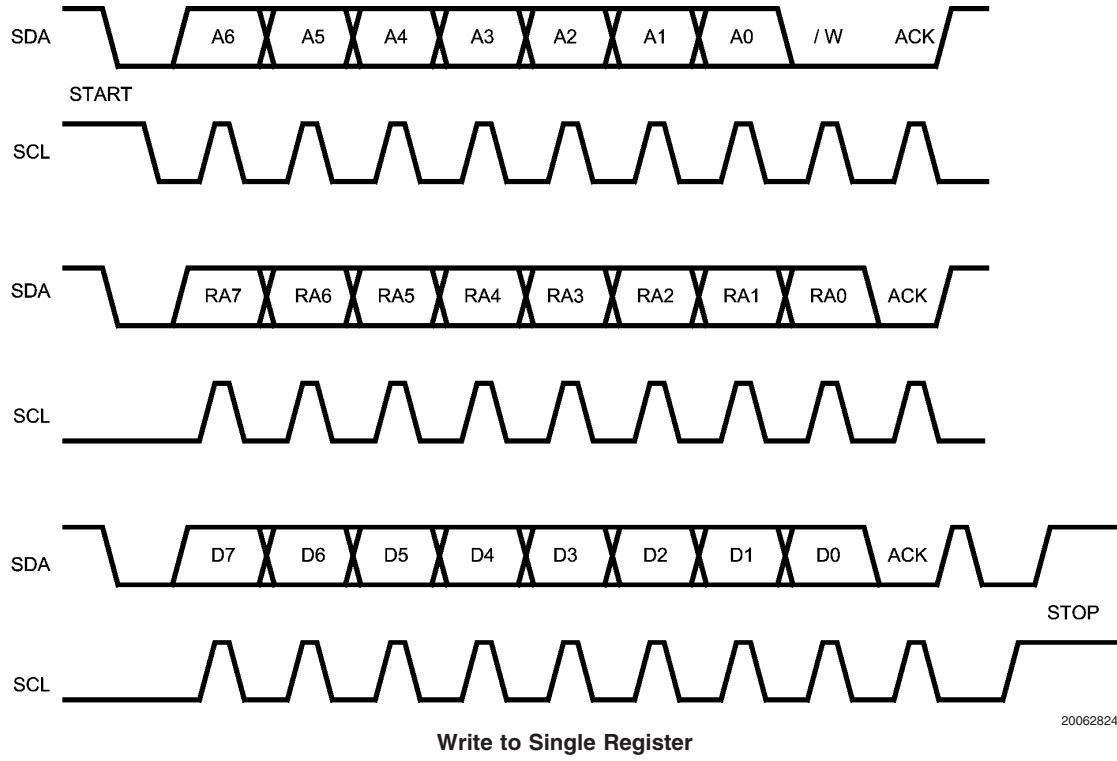 SDA A6 A5 A4 A3 A2 A1 A0 / W ACK
START
SCL
SDA RA7 RA6 RA5 RA4 RA3 RA2 RA1 RA0 ACK
SCL
SDA D7 D6 D5 D4 D3 D2 D1 D0 ACK
STOP
SCL
20062824
Write to Single Register